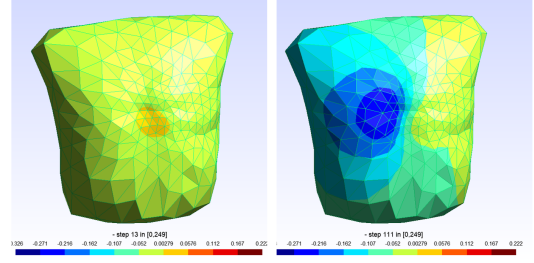 - step 13 in [0,249]
0.326 -0.271 -0.216 -0.162 -0.107 -0.052 0.00279 0.0576 0.112 0.167 0.222
- step 111 in [0,249]
-0.271 -0.216 -0.162 -0.107 -0.052 0.00279 0.0576 0.112 0.167 0.222